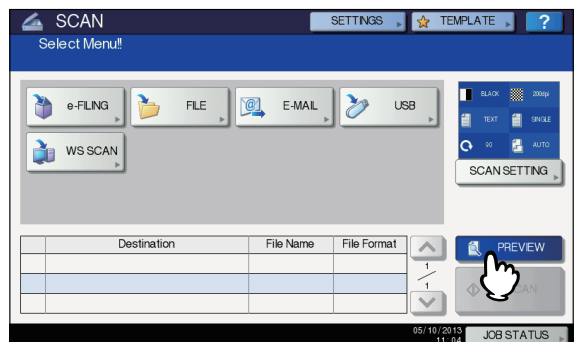 SCAN
SETTINGS
TEMPLATE
?
Select Menu!!
e-FILING
FILE
E-MAIL
USB
WS SCAN
BLACK
200dpi
TEXT
SINGLE
90
AUTO
SCAN SETTING
Destination File Name File Format
1
1
PREVIEW
05/10/2013
11:04
JOB STATUS